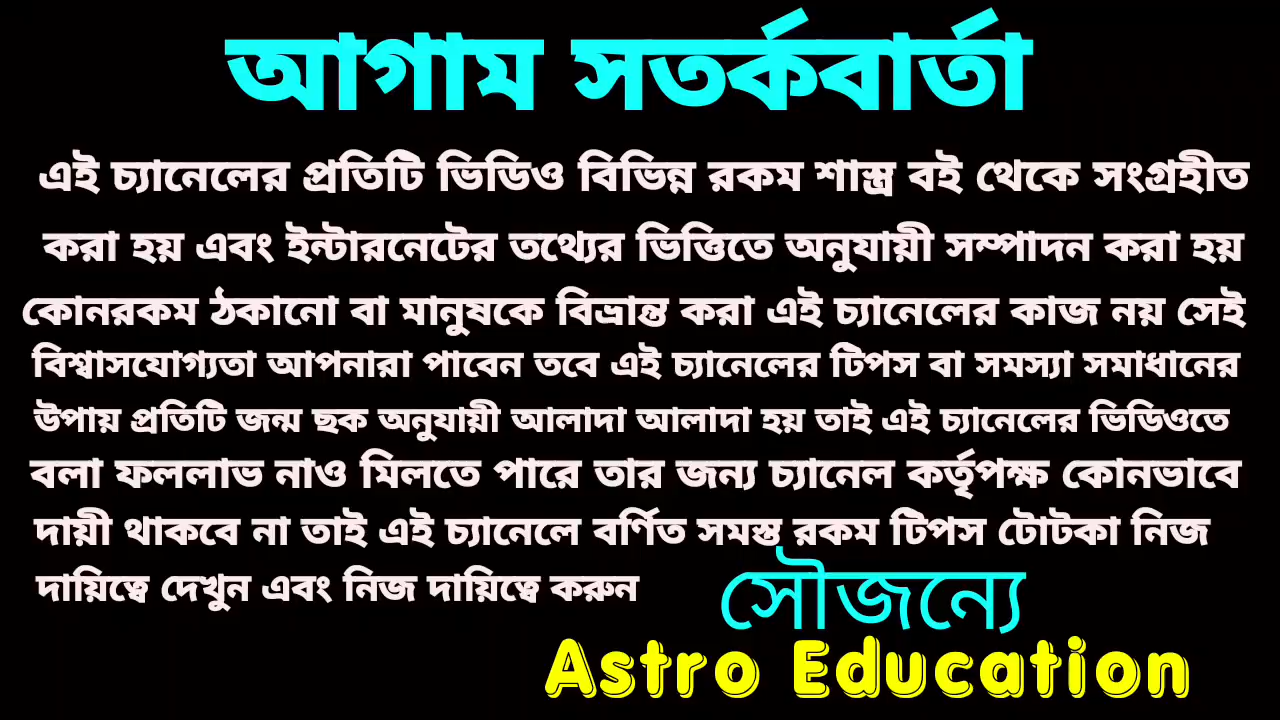 আগাম সতর্কবার্তা
এই চ্যানেলের প্রতিটি ভিডিও বিভিন্ন রকম শাস্ত্র বই থেকে সংগ্রহীত
করা হয় এবং ইন্টারনেটের তথ্যের ভিত্তিতে অনুযায়ী সম্পাদন করা হয়
কোনরকম ঠকানো বা মানুষকে বিভ্রান্ত করা এই চ্যানেলের কাজ নয় সেই
বিশ্বাসযোগ্যতা আপনারা পাবেন তবে এই চ্যানেলের টিপস বা সমস্যা সমাধানের
উপায় প্রতিটি জন্ম ছক অনুযায়ী আলাদা আলাদা হয় তাই এই চ্যানেলের ভিডিওতে
বলা ফললাভ নাও মিলতে পারে তার জন্য চ্যানেল কর্তৃপক্ষ কোনভাবে
দায়ী থাকবে না তাই এই চ্যানেলে বর্ণিত সমস্ত রকম টিপস টোটকা নিজ
দায়িত্বে দেখুন এবং নিজ দায়িত্বে করুন
সৌজন্যে
Astro Education